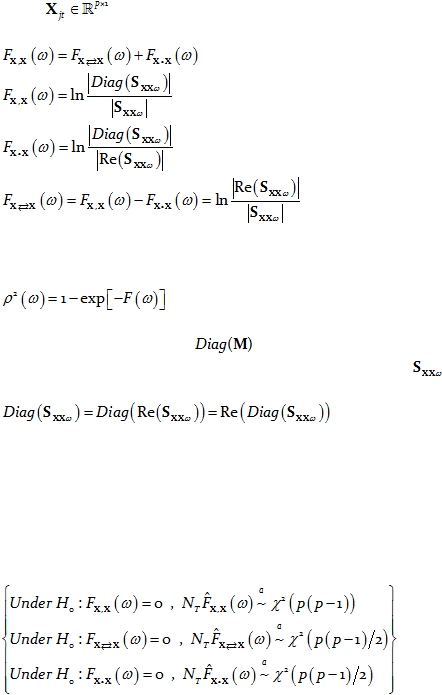 X_{jt} ∈ ℝ^{p×1}
F_{x,x}(ω) = F_{x⇄x}(ω) + F_{x•x}(ω)
F_{x,x}(ω) = ln |Diag(S_{xxω})| / |S_{xxω}|
F_{x•x}(ω) = ln |Diag(S_{xxω})| / |Re(S_{xxω})|
F_{x⇄x}(ω) = F_{x,x}(ω) − F_{x•x}(ω) = ln |Re(S_{xxω})| / |S_{xxω}|
ρ²(ω) = 1 − exp[−F(ω)]
Diag(M)
S_{xxω}
Diag(S_{xxω}) = Diag(Re(S_{xxω})) = Re(Diag(S_{xxω}))
Under H₀ : F_{x,x}(ω) = 0 , N_T F̂_{x,x}(ω) ~^a χ²(p(p−1))
Under H₀ : F_{x⇄x}(ω) = 0 , N_T F̂_{x⇄x}(ω) ~^a χ²(p(p−1)/2)
Under H₀ : F_{x•x}(ω) = 0 , N_T F̂_{x•x}(ω) ~^a χ²(p(p−1)/2)